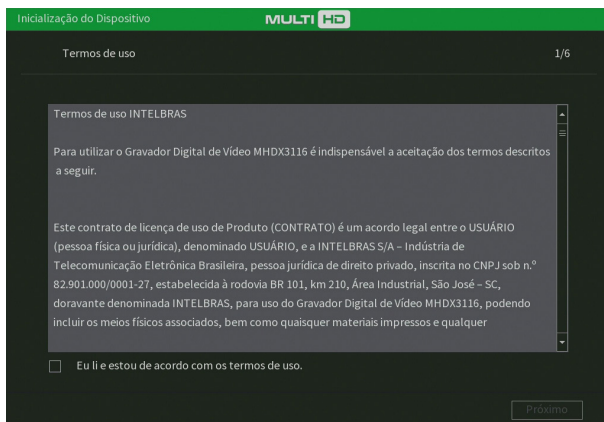 Inicialização do Dispositivo
MULTI HD
Termos de uso
1/6
Termos de uso INTELBRAS
Para utilizar o Gravador Digital de Vídeo MHDX3116 é indispensável a aceitação dos termos descritos
a seguir.
Este contrato de licença de uso de Produto (CONTRATO) é um acordo legal entre o USUÁRIO
(pessoa física ou jurídica), denominado USUÁRIO, e a INTELBRAS S/A – Indústria de
Telecomunicação Eletrônica Brasileira, pessoa jurídica de direito privado, inscrita no CNPJ sob n.º
82.901.000/0001-27, estabelecida à rodovia BR 101, km 210, Área Industrial, São José – SC,
doravante denominada INTELBRAS, para uso do Gravador Digital de Vídeo MHDX3116, podendo
incluir os meios físicos associados, bem como quaisquer materiais impressos e qualquer
Eu li e estou de acordo com os termos de uso.
Próximo